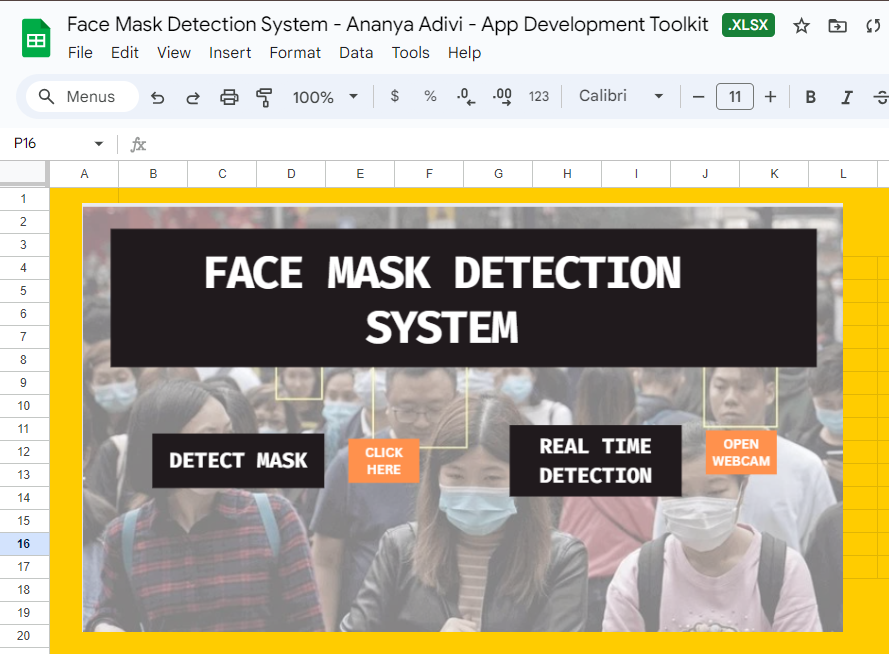 Face Mask Detection System - Ananya Adivi - App Development Toolkit .XLSX
File Edit View Insert Format Data Tools Help
Menus 100% $ % .0 .00 123 Calibri 11 B I S
P16 fx
A B C D E F G H I J K L
1
2
3
4
5
6
7
8
9
10
11
12
13
14
15
16
17
18
19
20
FACE MASK DETECTION
SYSTEM
DETECT MASK
CLICK
HERE
REAL TIME
DETECTION
OPEN
WEBCAM